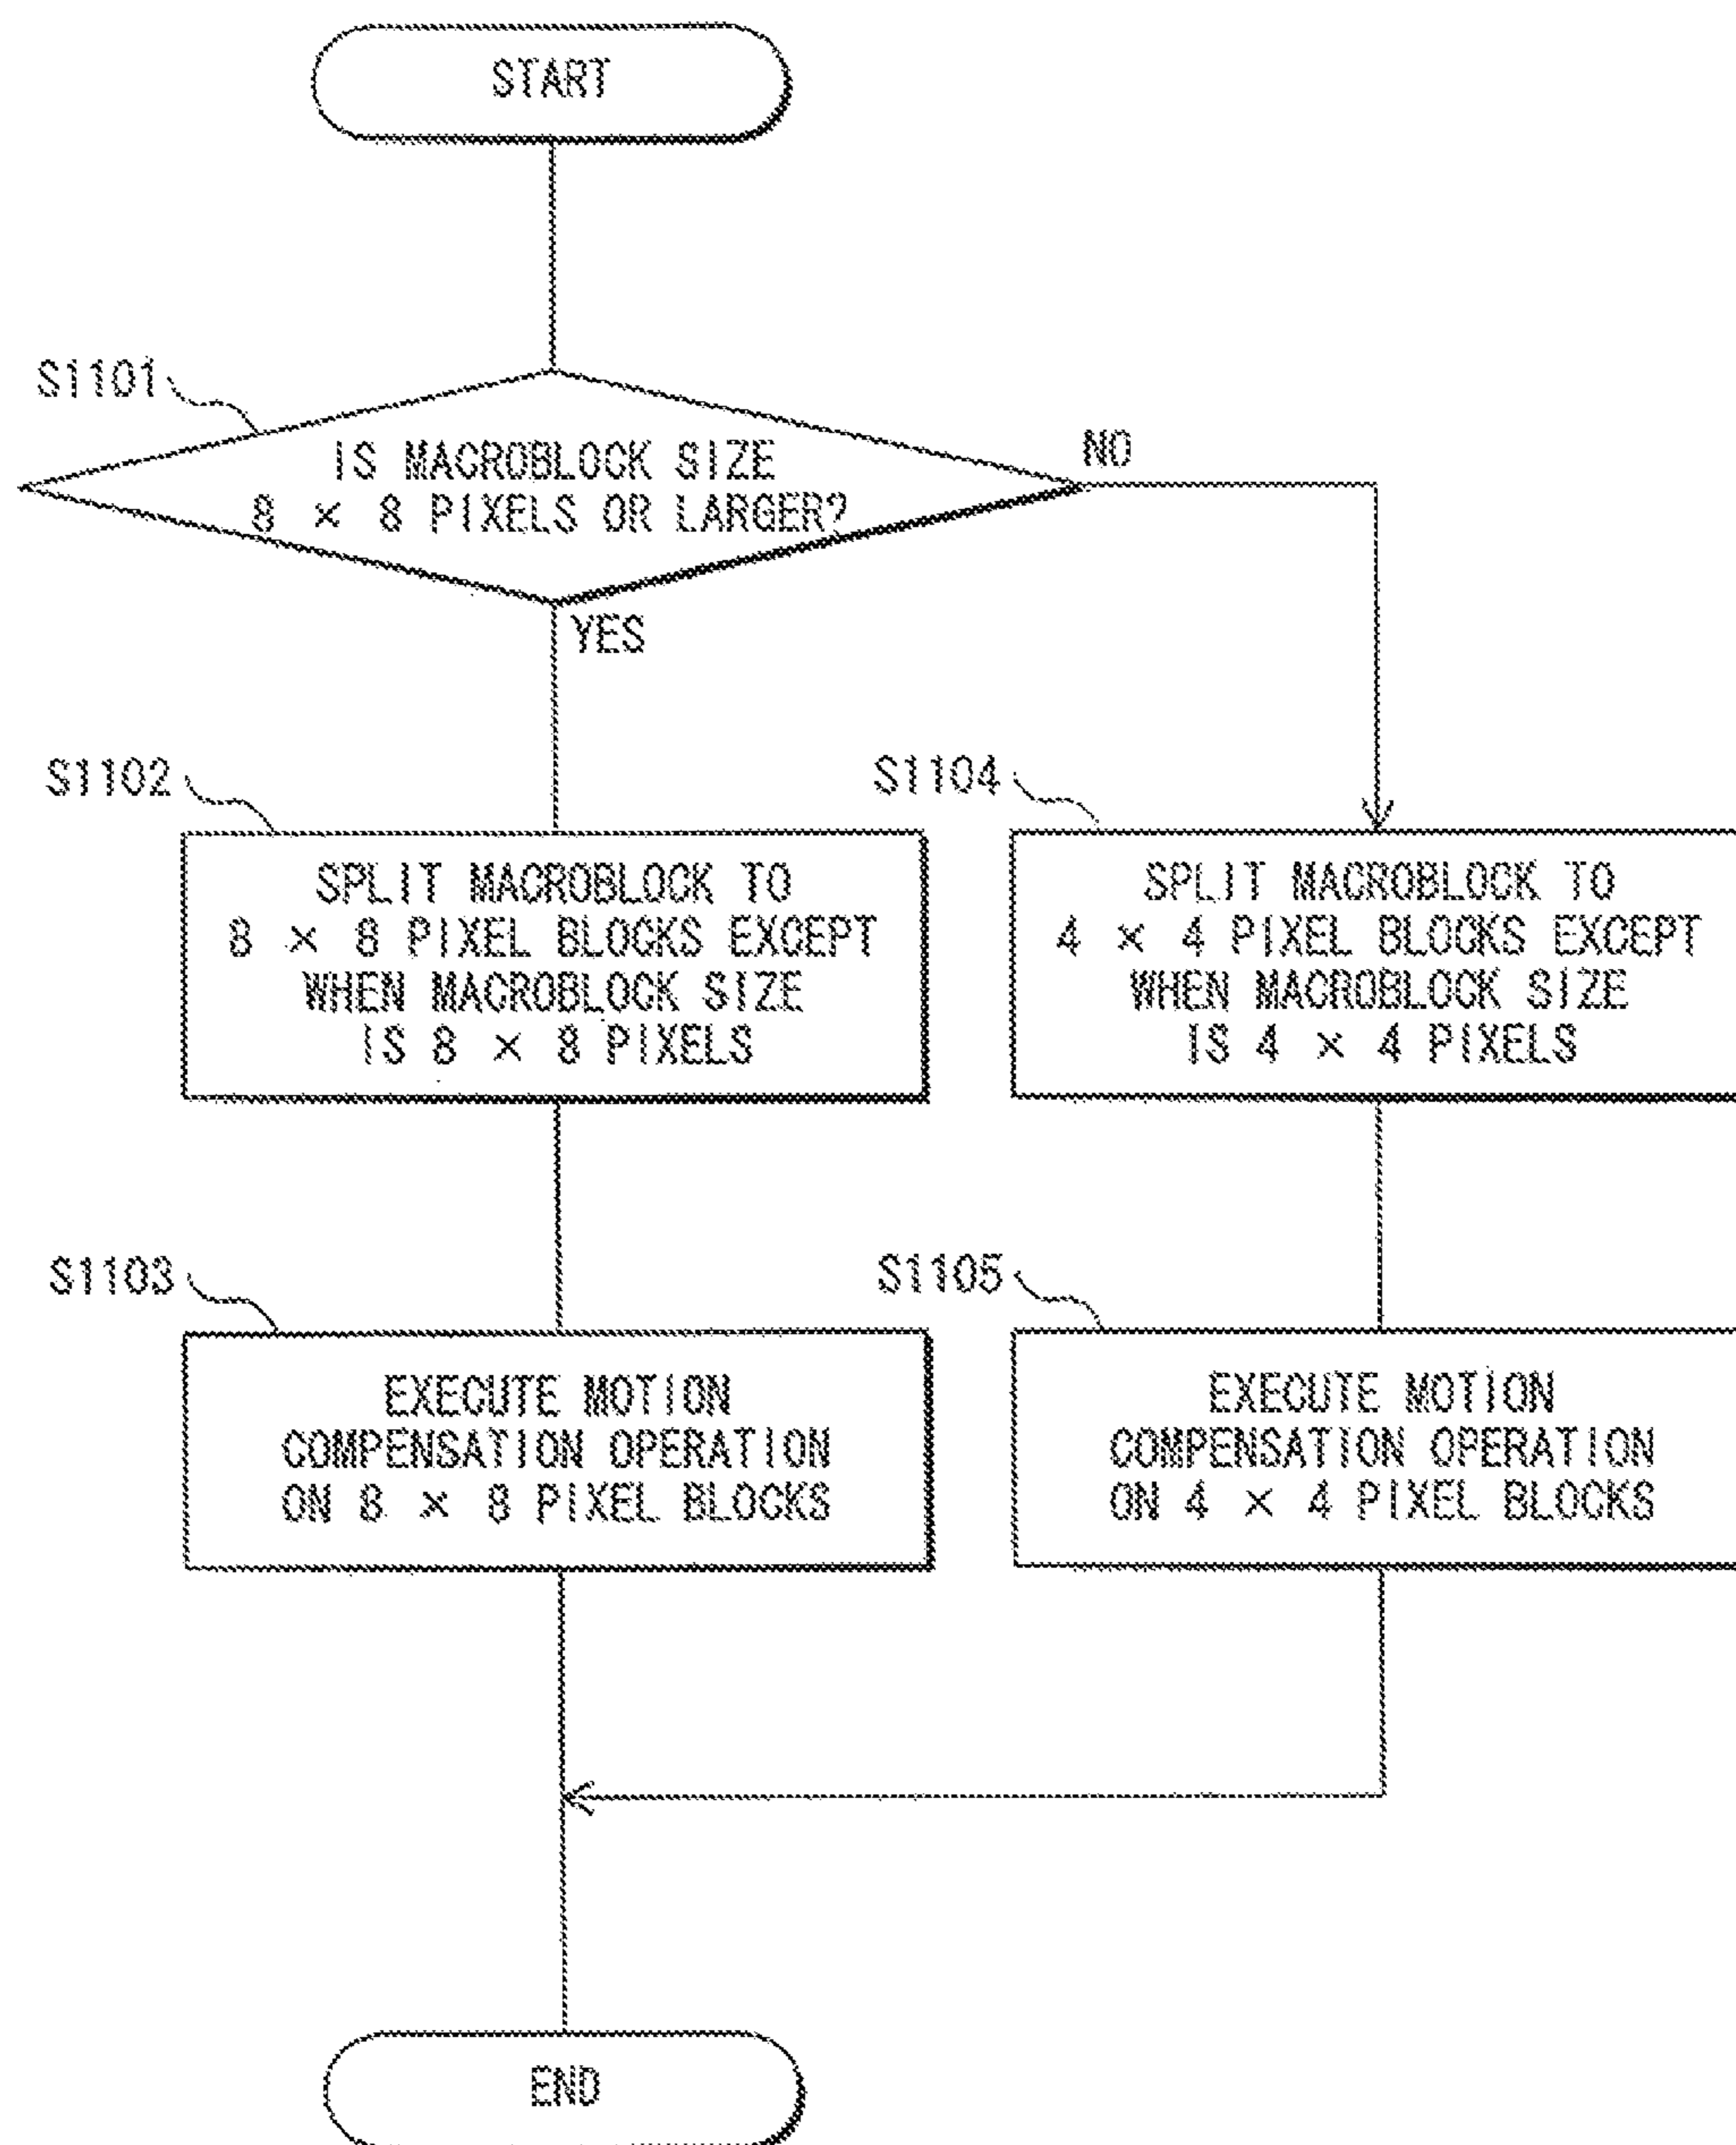 START
S1101
IS MACROBLOCK SIZE
8 × 8 PIXELS OR LARGER?
NO
YES
S1102
SPLIT MACROBLOCK TO
8 × 8 PIXEL BLOCKS EXCEPT
WHEN MACROBLOCK SIZE
IS 8 × 8 PIXELS
S1104
SPLIT MACROBLOCK TO
4 × 4 PIXEL BLOCKS EXCEPT
WHEN MACROBLOCK SIZE
IS 4 × 4 PIXELS
S1103
EXECUTE MOTION
COMPENSATION OPERATION
ON 8 × 8 PIXEL BLOCKS
S1105
EXECUTE MOTION
COMPENSATION OPERATION
ON 4 × 4 PIXEL BLOCKS
END